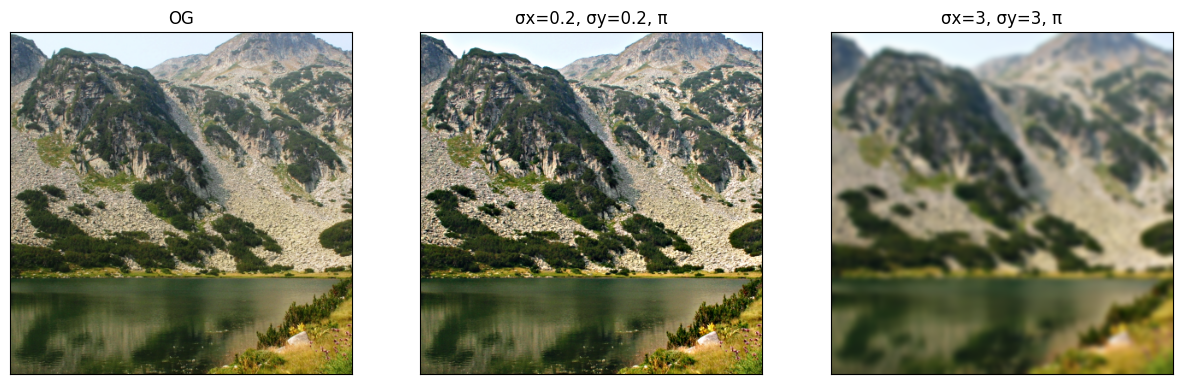 OG
σx=0.2, σy=0.2, π
σx=3, σy=3, π